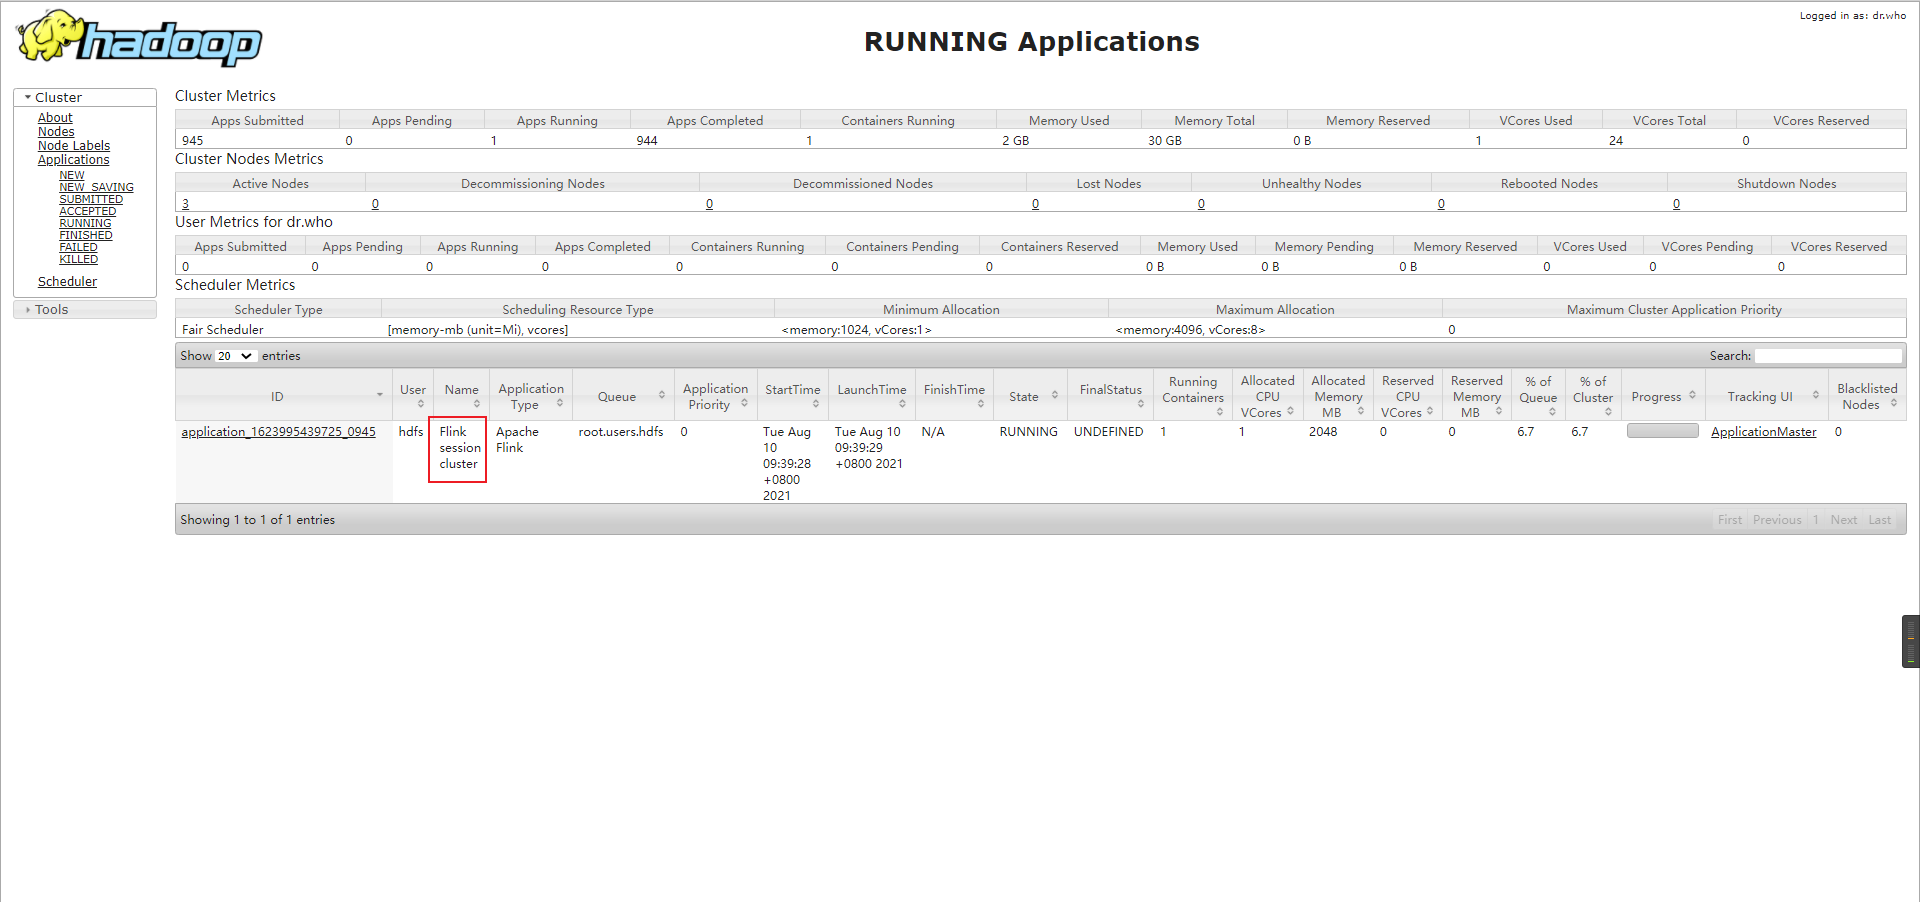 hadoop
Logged in as: dr.who
RUNNING Applications
Cluster
About
Nodes
Node Labels
Applications
NEW
NEW_SAVING
SUBMITTED
ACCEPTED
RUNNING
FINISHED
FAILED
KILLED
Scheduler
Tools
Cluster Metrics
Apps Submitted Apps Pending Apps Running Apps Completed Containers Running Memory Used Memory Total Memory Reserved VCores Used VCores Total VCores Reserved
945 0 1 944 1 2 GB 30 GB 0 B 1 24 0
Cluster Nodes Metrics
Active Nodes Decommissioning Nodes Decommissioned Nodes Lost Nodes Unhealthy Nodes Rebooted Nodes Shutdown Nodes
3 0 0 0 0 0 0
User Metrics for dr.who
Apps Submitted Apps Pending Apps Running Apps Completed Containers Running Containers Pending Containers Reserved Memory Used Memory Pending Memory Reserved VCores Used VCores Pending VCores Reserved
0 0 0 0 0 0 0 0 B 0 B 0 B 0 0 0
Scheduler Metrics
Scheduler Type Scheduling Resource Type Minimum Allocation Maximum Allocation Maximum Cluster Application Priority
Fair Scheduler [memory-mb (unit=Mi), vcores] <memory:1024, vCores:1> <memory:4096, vCores:8> 0
Show 20 entries Search:
ID User Name Application Type Queue Application Priority StartTime LaunchTime FinishTime State FinalStatus Running Containers Allocated CPU VCores Allocated Memory MB Reserved CPU VCores Reserved Memory MB % of Queue % of Cluster Progress Tracking UI Blacklisted Nodes
application_1623995439725_0945 hdfs Flink session cluster Apache Flink root.users.hdfs 0 Tue Aug 10 09:39:28 +0800 2021 Tue Aug 10 09:39:29 +0800 2021 N/A RUNNING UNDEFINED 1 1 2048 0 0 6.7 6.7 ApplicationMaster 0
Showing 1 to 1 of 1 entries First Previous 1 Next Last